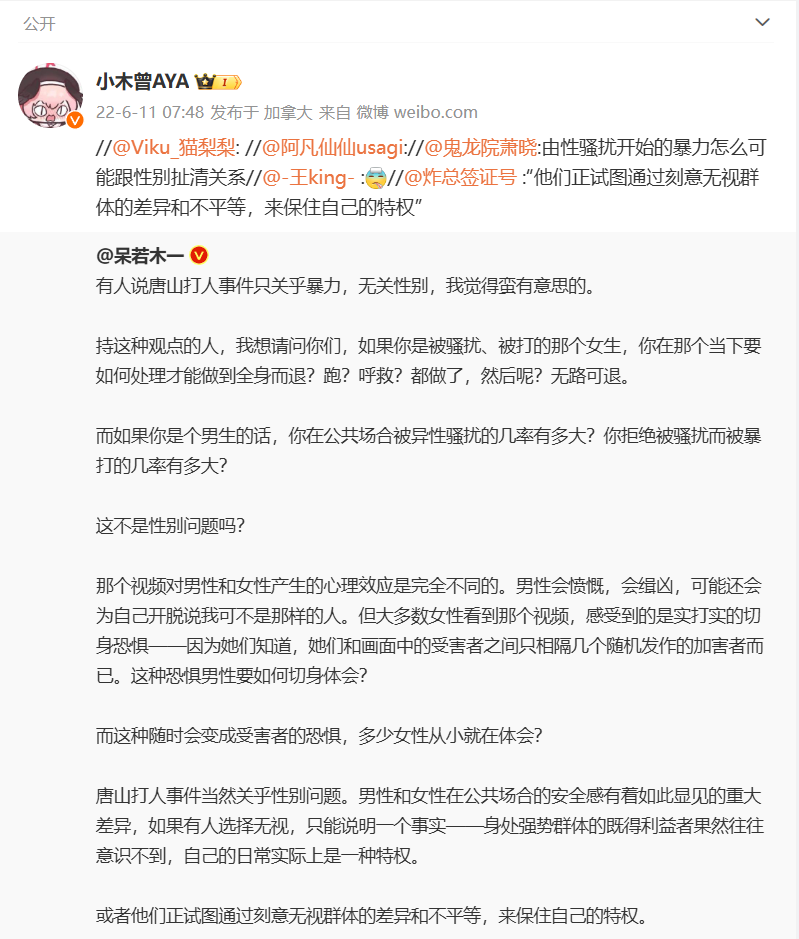 公开
小木曾AYA 1
22-6-11 07:48 发布于 加拿大 来自 微博 weibo.com
//@Viku_猫梨梨: //@阿凡仙仙usagi://@鬼龙院萧晓:由性骚扰开始的暴力怎么可
能跟性别扯清关系//@-王king- :😷//@炸总签证号 :“他们正试图通过刻意无视群
体的差异和不平等，来保住自己的特权”
@呆若木一
有人说唐山打人事件只关乎暴力，无关性别，我觉得蛮有意思的。
持这种观点的人，我想请问你们，如果你是被骚扰、被打的那个女生，你在那个当下要
如何处理才能做到全身而退？跑？呼救？都做了，然后呢？无路可退。
而如果你是个男生的话，你在公共场合被异性骚扰的几率有多大？你拒绝被骚扰而被暴
打的几率有多大？
这不是性别问题吗？
那个视频对男性和女性产生的心理效应是完全不同的。男性会愤慨，会缉凶，可能还会
为自己开脱说我可不是那样的人。但大多数女性看到那个视频，感受到的是实打实的切
身恐惧——因为她们知道，她们和画面中的受害者之间只相隔几个随机发作的加害者而
已。这种恐惧男性要如何切身体会？
而这种随时会变成受害者的恐惧，多少女性从小就在体会？
唐山打人事件当然关乎性别问题。男性和女性在公共场合的安全感有着如此显见的重大
差异，如果有人选择无视，只能说明一个事实——身处强势群体的既得利益者果然往往
意识不到，自己的日常实际上是一种特权。
或者他们正试图通过刻意无视群体的差异和不平等，来保住自己的特权。